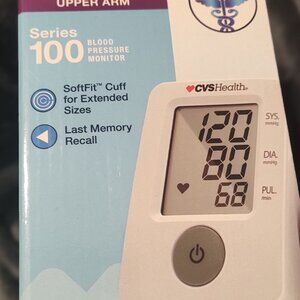 UPPER ARM
Series
100 BLOOD
PRESSURE
MONITOR
SoftFit™ Cuff
for Extended
Sizes
Last Memory
Recall
CVSHealth®
120 SYS.
mmHg
80 DIA.
mmHg
68 PUL.
min